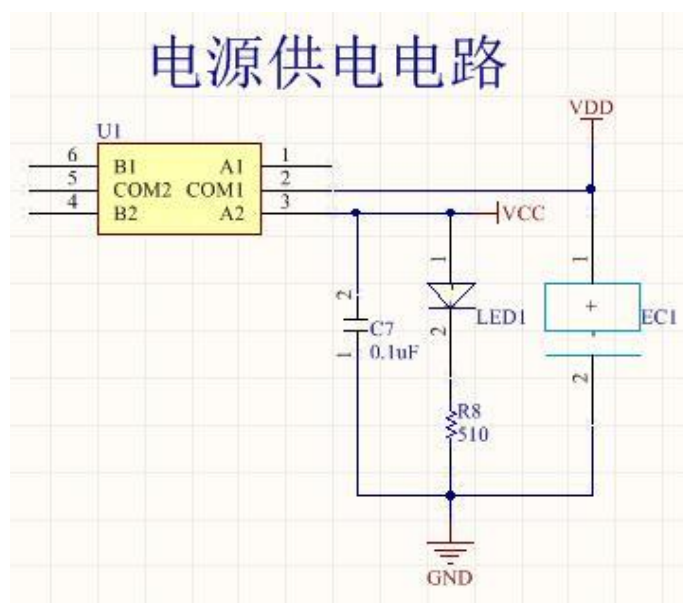 电源供电电路
VDD
U1
6 B1 A1 1
5 COM2 COM1 2
4 B2 A2 3
VCC
2 1 1
+
C7 LED1 EC1
0.1uF
1 2 2
R8
510
GND